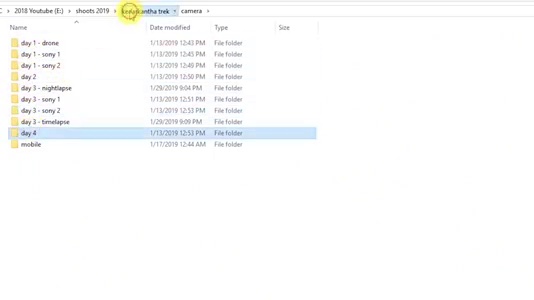 2018 Youtube (E:) > shoots 2019 > trek > camera >
Name Date modified Type Size
day 1 - drone 1/13/2019 12:43 PM File folder
day 1 - sony 1 1/13/2019 12:45 PM File folder
day 1 - sony 2 1/13/2019 12:49 PM File folder
day 2 1/13/2019 12:50 PM File folder
day 3 - nightlapse 1/29/2019 9:04 PM File folder
day 3 - sony 1 1/13/2019 12:51 PM File folder
day 3 - sony 2 1/13/2019 12:53 PM File folder
day 3 - timelapse 1/29/2019 9:09 PM File folder
day 4 1/13/2019 12:53 PM File folder
mobile 1/17/2019 12:44 AM File folder